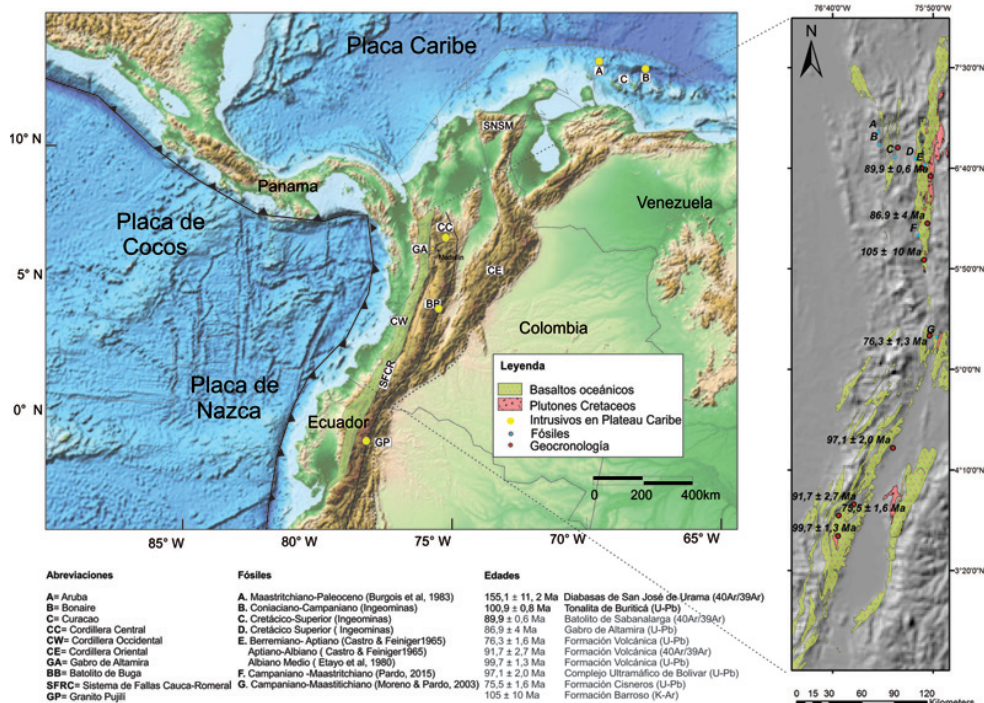 Placa Caribe
A
C
B
SNSM
10° N
Panama
Venezuela
Placa de
Cocos
CC
GA
Medellín
CE
5° N
BP
CW
Colombia
Placa de
Nazca
SFCR
0° N
Ecuador
GP
Leyenda
Basaltos oceánicos
Plutones Cretaceos
Intrusivos en Plateau Caribe
Fósiles
Geocronología
0 200 400km
85° W
80° W
75° W
70° W
76°40'W 75°50'W
N
7°30'0"N
A
B
C D E
6°40'0"N
89,9 ± 0,6 Ma
86,9 ± 4 Ma
F
105 ± 10 Ma
5°50'0"N
G
76,3 ± 1,3 Ma
5°0'0"N
97,1 ± 2,0 Ma
4°10'0"N
91,7 ± 2,7 Ma
75,5 ± 1,6 Ma
99,7 ± 1,3 Ma
3°20'0"N
0 15 30 60 90 120
Kilometers
Abreviaciones
A= Aruba
B= Bonaire
C= Curacao
CC= Cordillera Central
CW= Cordillera Occidental
CE= Cordillera Oriental
GA= Gabro de Altamira
BB= Batolito de Buga
SFRC= Sistema de Fallas Cauca-Romeral
GP= Granito Pujilí
Fósiles
A. Maastrichtiano-Paleoceno (Burgois et al, 1983)
B. Coniaciano-Campaniano (Ingeominas)
C. Cretácico-Superior (Ingeominas)
D. Cretácico Superior ( Ingeominas)
E. Berremiano- Aptiano (Castro & Feiniger1965)
Aptiano-Albiano ( Castro & Feiniger1965)
Albiano Medio ( Etayo et al, 1980)
F. Campaniano - Maastritiano (Pardo, 2015)
G. Campaniano-Maastitichiano (Moreno & Pardo, 2003)
Edades
155,1 ± 11, 2 Ma Diabasas de San José de Urama (40Ar/39Ar)
100,9 ± 0,8 Ma Tonalita de Buriticá (U-Pb)
89,9 ± 0,6 Ma Batolito de Sabanalarga (40Ar/39Ar)
86,9 ± 4 Ma Gabro de Altamira (U-Pb)
76,3 ± 1,6 Ma Formación Volcánica (U-Pb)
91,7 ± 2,7 Ma Formación Volcánica (40Ar/39Ar)
99,7 ± 1,3 Ma Formación Volcánica (U-Pb)
97,1 ± 2,0 Ma Complejo Ultramáfico de Bolivar (U-Pb)
75,5 ± 1,6 Ma Formación Cisneros (U-Pb)
105 ± 10 Ma Formación Barroso (K-Ar)